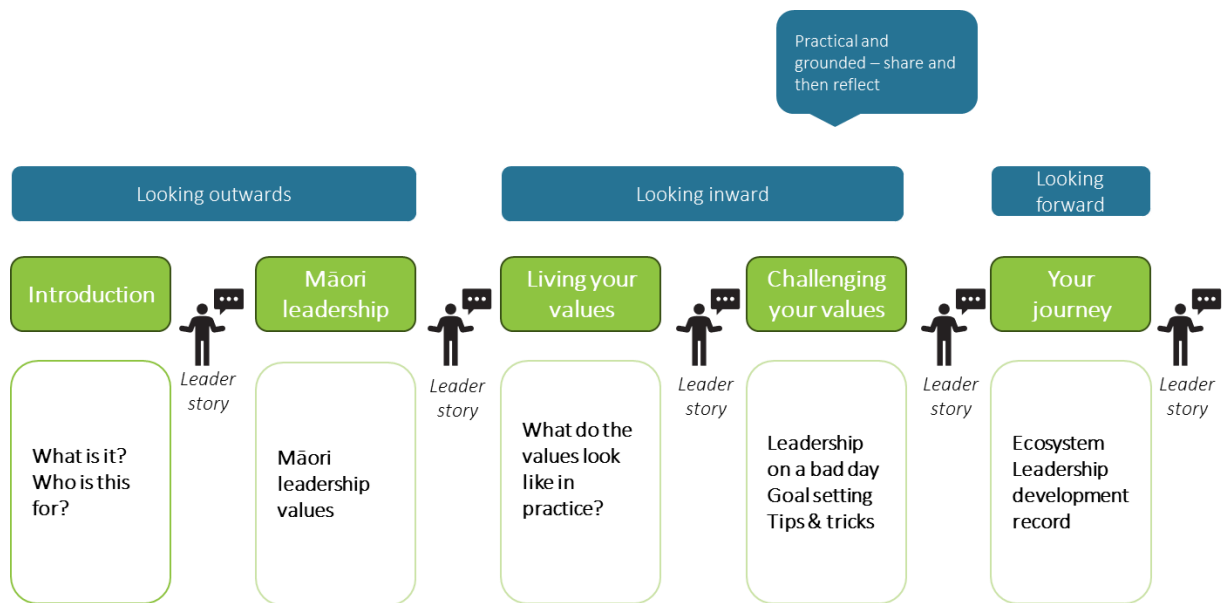 Practical and
grounded – share and
then reflect
Looking outwards
Looking inward
Looking
forward
Introduction
Māori
leadership
Living your
values
Challenging
your values
Your
journey
Leader
story
Leader
story
Leader
story
Leader
story
Leader
story
What is it?
Who is this
for?
Māori
leadership
values
What do the
values look
like in
practice?
Leadership
on a bad day
Goal setting
Tips & tricks
Ecosystem
Leadership
development
record